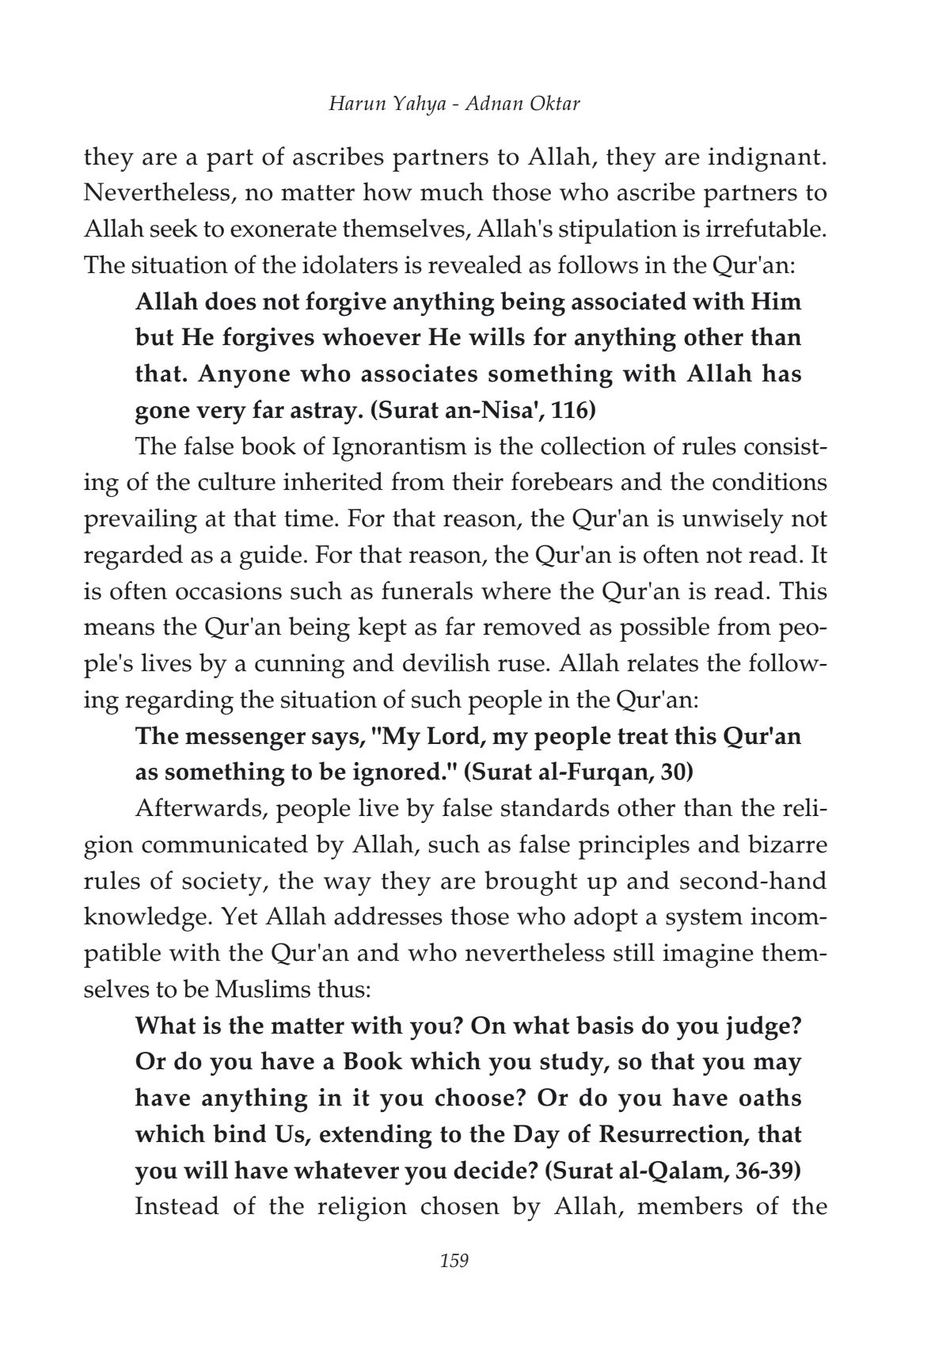 Harun Yahya - Adnan Oktar
they are a part of ascribes partners to Allah, they are indignant.
Nevertheless, no matter how much those who ascribe partners to
Allah seek to exonerate themselves, Allah's stipulation is irrefutable.
The situation of the idolaters is revealed as follows in the Qur'an:
Allah does not forgive anything being associated with Him
but He forgives whoever He wills for anything other than
that. Anyone who associates something with Allah has
gone very far astray. (Surat an-Nisa', 116)
The false book of Ignorantism is the collection of rules consist-
ing of the culture inherited from their forebears and the conditions
prevailing at that time. For that reason, the Qur'an is unwisely not
regarded as a guide. For that reason, the Qur'an is often not read. It
is often occasions such as funerals where the Qur'an is read. This
means the Qur'an being kept as far removed as possible from peo-
ple's lives by a cunning and devilish ruse. Allah relates the follow-
ing regarding the situation of such people in the Qur'an:
The messenger says, "My Lord, my people treat this Qur'an
as something to be ignored." (Surat al-Furqan, 30)
Afterwards, people live by false standards other than the reli-
gion communicated by Allah, such as false principles and bizarre
rules of society, the way they are brought up and second-hand
knowledge. Yet Allah addresses those who adopt a system incom-
patible with the Qur'an and who nevertheless still imagine them-
selves to be Muslims thus:
What is the matter with you? On what basis do you judge?
Or do you have a Book which you study, so that you may
have anything in it you choose? Or do you have oaths
which bind Us, extending to the Day of Resurrection, that
you will have whatever you decide? (Surat al-Qalam, 36-39)
Instead of the religion chosen by Allah, members of the
159